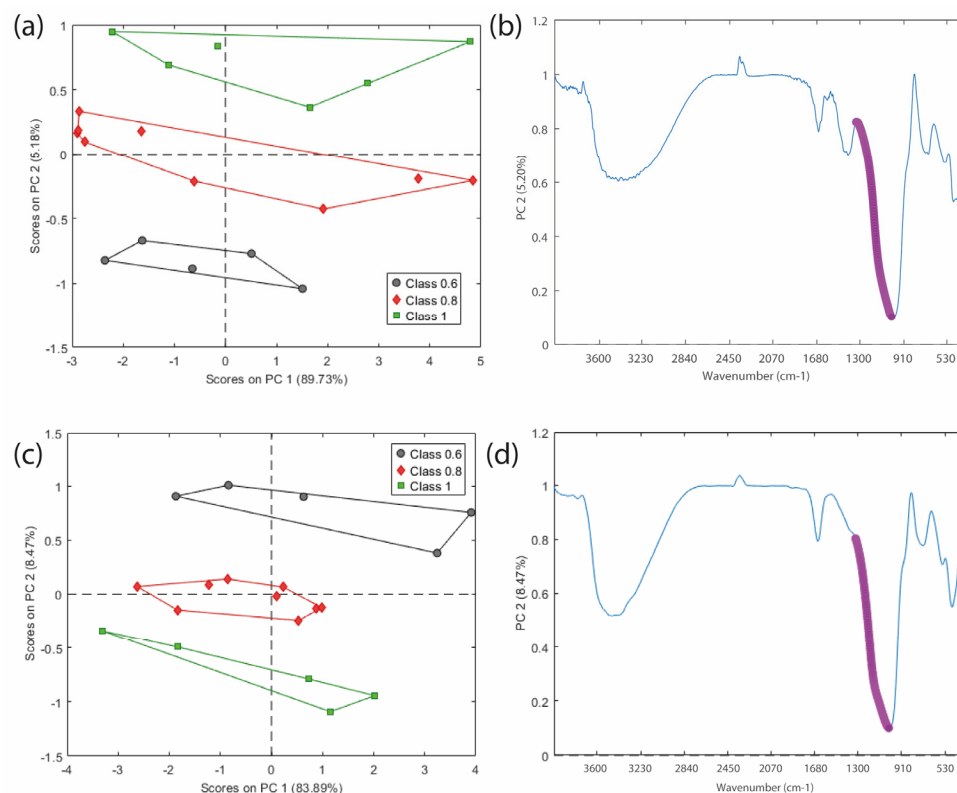 (a)
1
0.5
0
-0.5
-1
-1.5
Scores on PC 2 (5.18%)
Class 0.6
Class 0.8
Class 1
-3 -2 -1 0 1 2 3 4 5
Scores on PC 1 (89.73%)
(b)
1.2
1
0.8
0.6
0.4
0.2
0
PC 2 (5.20%)
3600 3230 2840 2450 2070 1680 1300 910 530
Wavenumber (cm-1)
(c)
1.5
1
0.5
0
-0.5
-1
-1.5
Scores on PC 2 (8.47%)
Class 0.6
Class 0.8
Class 1
-4 -3 -2 -1 0 1 2 3 4
Scores on PC 1 (83.89%)
(d)
1.2
1
0.8
0.6
0.4
0.2
0
PC 2 (8.47%)
3600 3230 2840 2450 2070 1680 1300 910 530
Wavenumber (cm-1)